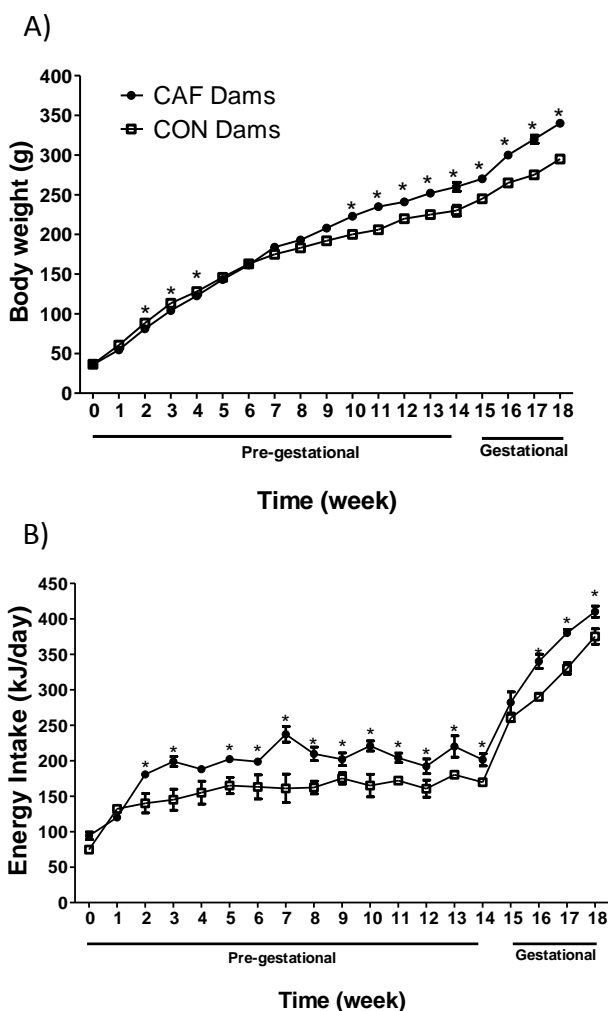 A)
CAF Dams
CON Dams
Body weight (g)
400
350
300
250
200
150
100
50
0
* * * * * * * * * * * *
0 1 2 3 4 5 6 7 8 9 10 11 12 13 14 15 16 17 18
Pre-gestational Gestational
Time (week)
B)
Energy Intake (kJ/day)
450
400
350
300
250
200
150
100
50
0
* * * * * * * * * * * * * * *
0 1 2 3 4 5 6 7 8 9 10 11 12 13 14 15 16 17 18
Pre-gestational Gestational
Time (week)